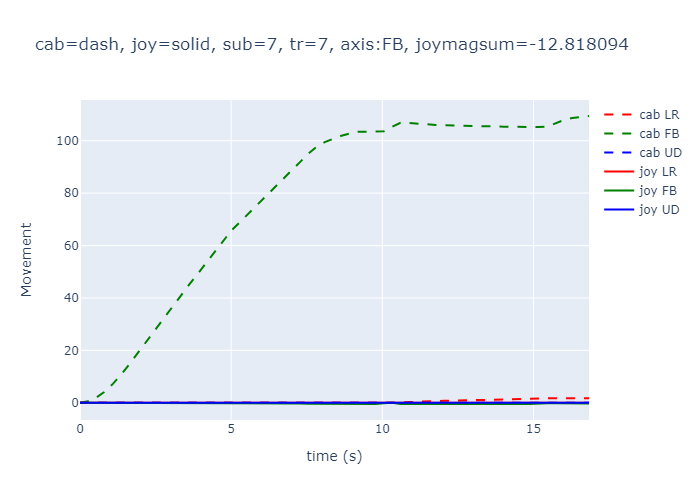 cab=dash, joy=solid, sub=7, tr=7, axis:FB, joymagsum=-12.818094
Movement
100
80
60
40
20
0
0 5 10 15
time (s)
cab LR
cab FB
cab UD
joy LR
joy FB
joy UD